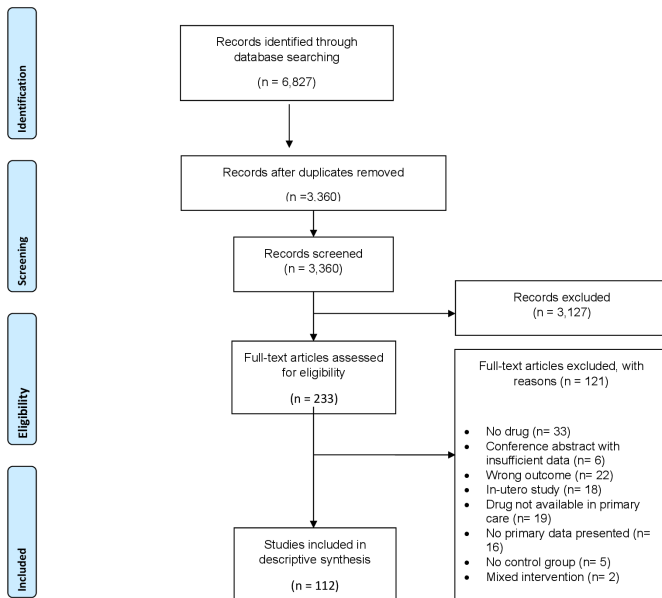 Identification
Records identified through
database searching
(n = 6,827)
Screening
Records after duplicates removed
(n =3,360)
Records screened
(n = 3,360)
Records excluded
(n = 3,127)
Eligibility
Full-text articles assessed
for eligibility
(n = 233)
Full-text articles excluded, with
reasons (n = 121)
• No drug (n= 33)
• Conference abstract with
insufficient data (n= 6)
• Wrong outcome (n= 22)
• In-utero study (n= 18)
• Drug not available in primary
care (n= 19)
• No primary data presented (n=
16)
• No control group (n= 5)
• Mixed intervention (n= 2)
Included
Studies included in
descriptive synthesis
(n = 112)